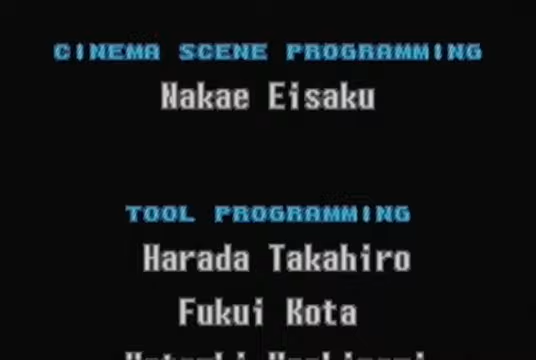 CINEMA SCENE PROGRAMMING
Nakae Eisaku
TOOL PROGRAMMING
Harada Takahiro
Fukui Kota